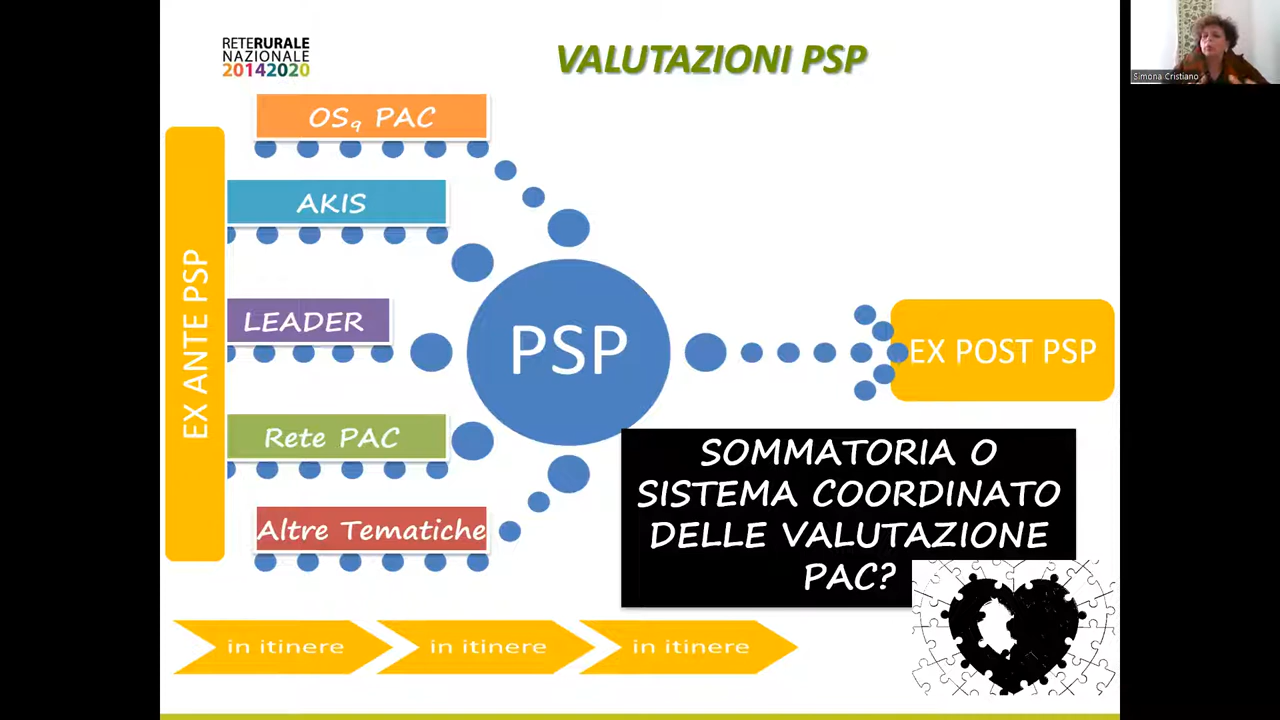 RETERURALE
NAZIONALE
20142020
VALUTAZIONI PSP
Simona Cristiano
OS9 PAC
AKIS
LEADER
Rete PAC
Altre Tematiche
EX ANTE PSP
PSP
EX POST PSP
SOMMATORIA O
SISTEMA COORDINATO
DELLE VALUTAZIONE
PAC?
in itinere
in itinere
in itinere